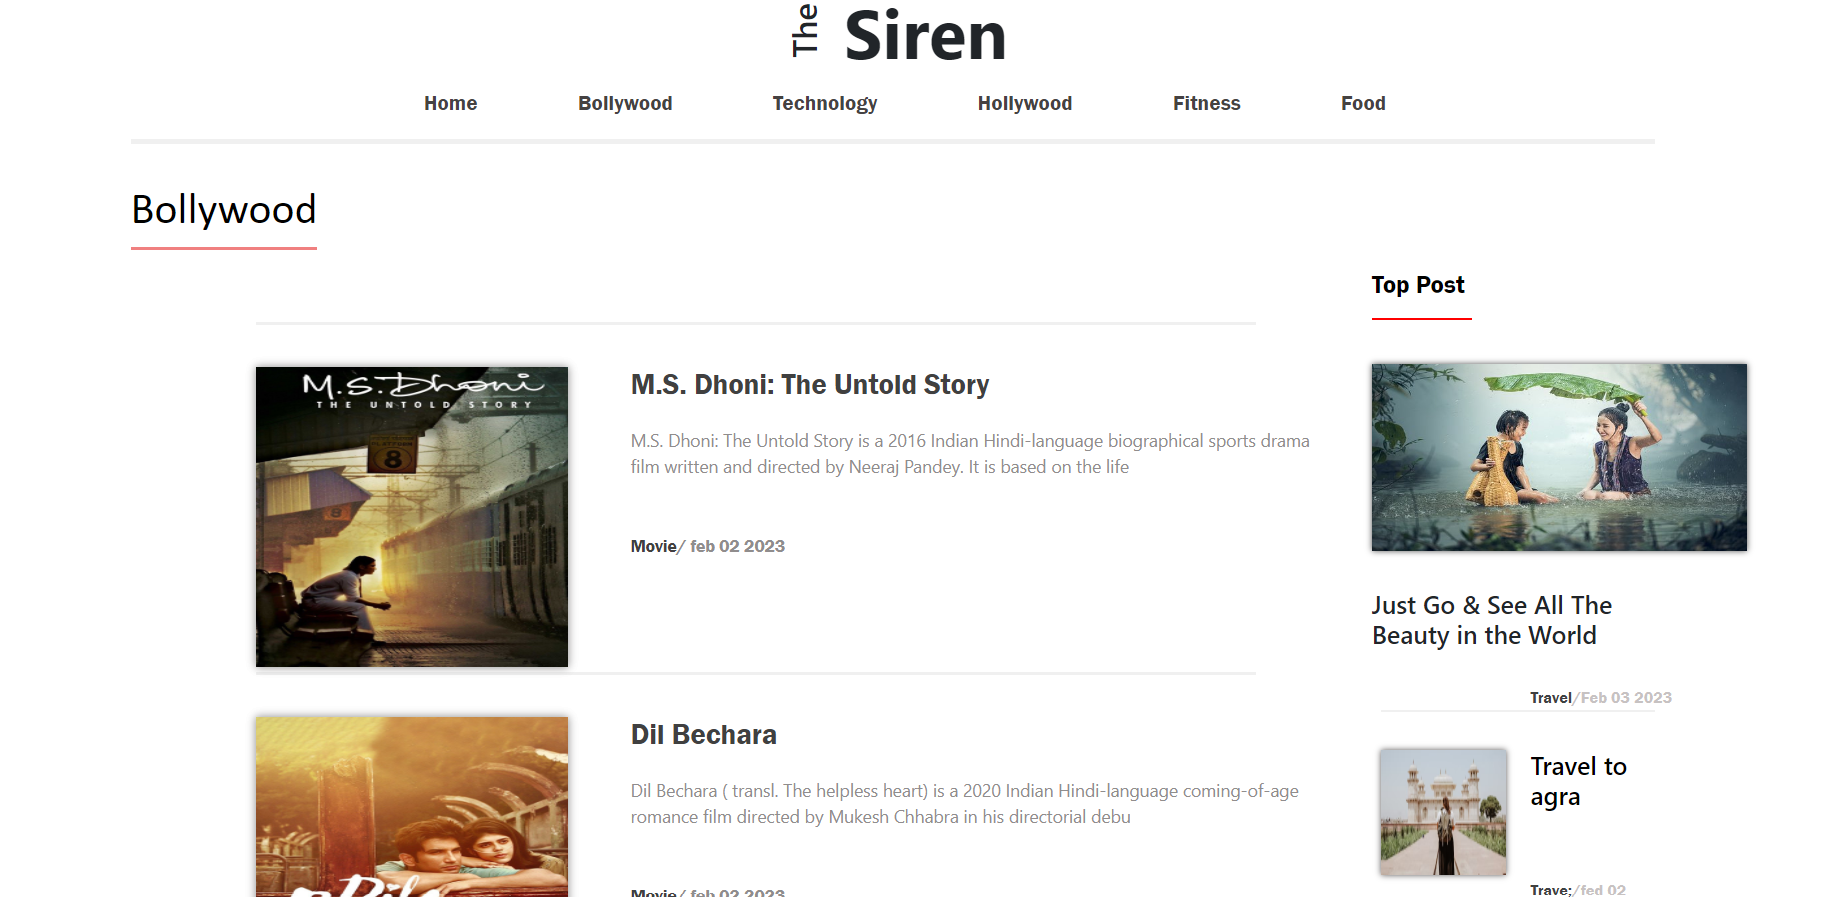 The Siren
Home Bollywood Technology Hollywood Fitness Food
Bollywood
M.S. Dhoni
THE UNTOLD STORY
8
8
M.S. Dhoni: The Untold Story
M.S. Dhoni: The Untold Story is a 2016 Indian Hindi-language biographical sports drama
film written and directed by Neeraj Pandey. It is based on the life
Movie/ feb 02 2023
Dil Bechara
Dil Bechara ( transl. The helpless heart) is a 2020 Indian Hindi-language coming-of-age
romance film directed by Mukesh Chhabra in his directorial debu
Movie/ feb 02 2023
Top Post
Just Go & See All The
Beauty in the World
Travel/Feb 03 2023
Travel to
agra
Trave;/fed 02